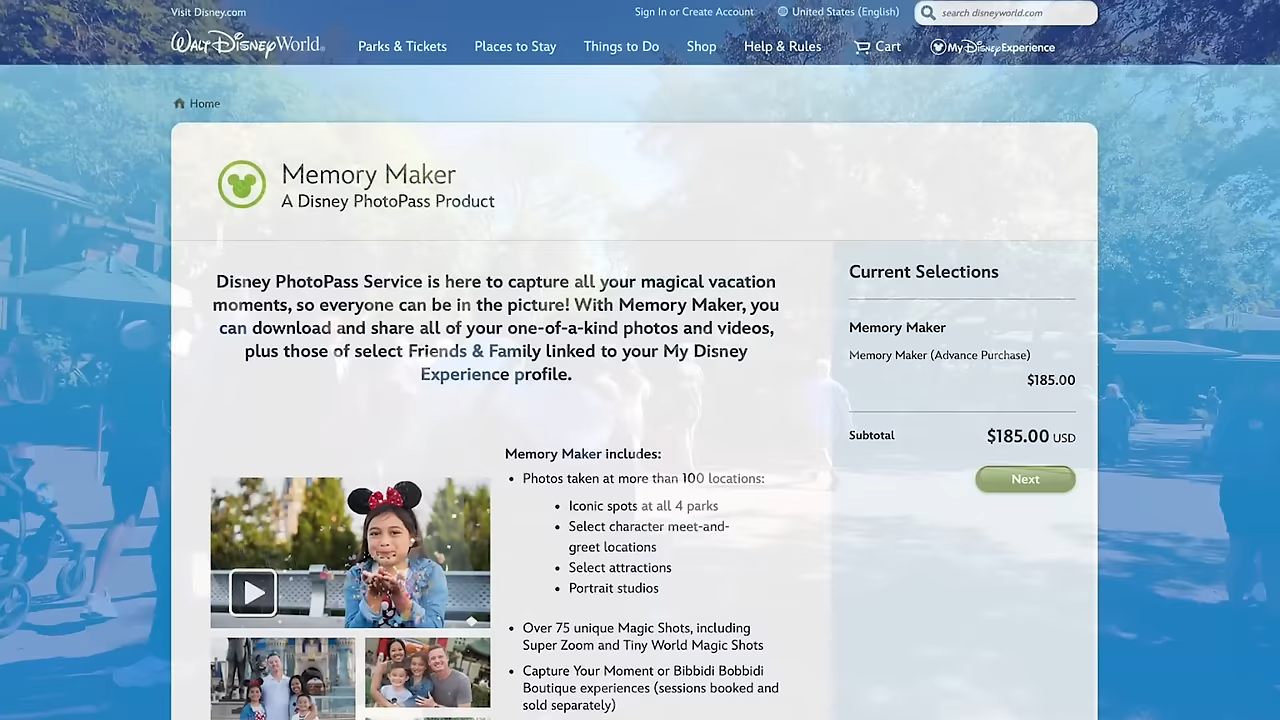 Visit Disney.com
Sign In or Create Account
United States (English)
search disneyworld.com
Walt Disney World
Parks & Tickets
Places to Stay
Things to Do
Shop
Help & Rules
Cart
My Disney Experience
Home
Memory Maker
A Disney PhotoPass Product
Disney PhotoPass Service is here to capture all your magical vacation
moments, so everyone can be in the picture! With Memory Maker, you
can download and share all of your one-of-a-kind photos and videos,
plus those of select Friends & Family linked to your My Disney
Experience profile.
Memory Maker includes:
• Photos taken at more than 100 locations:
• Iconic spots at all 4 parks
• Select character meet-and-
greet locations
• Select attractions
• Portrait studios
• Over 75 unique Magic Shots, including
Super Zoom and Tiny World Magic Shots
• Capture Your Moment or Bibbidi Bobbidi
Boutique experiences (sessions booked and
sold separately)
Current Selections
Memory Maker
Memory Maker (Advance Purchase)
$185.00
Subtotal
$185.00 USD
Next